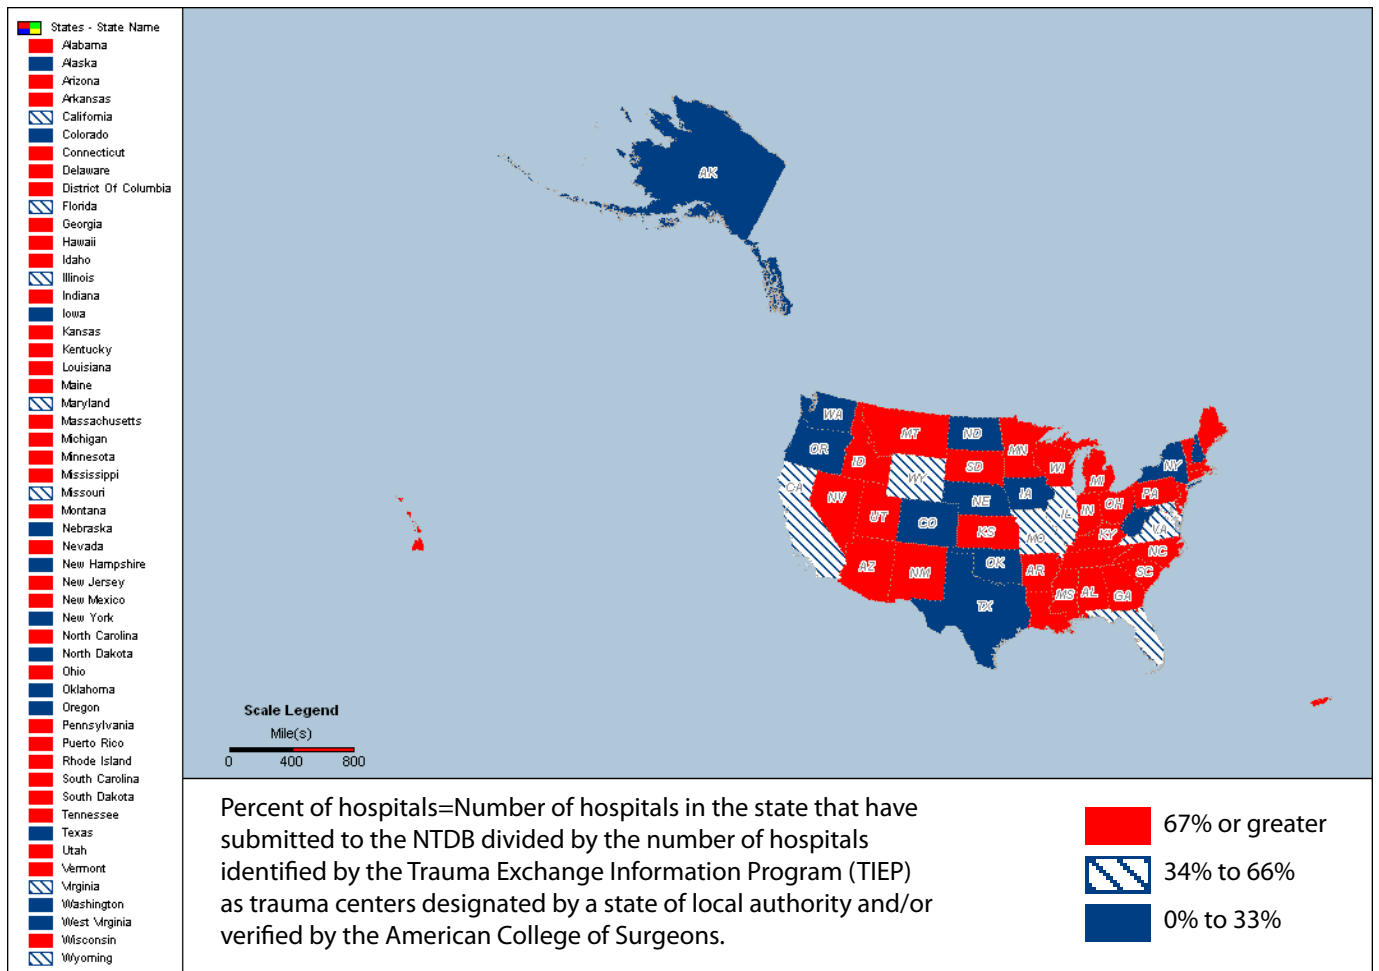 States - State Name
Alabama
Alaska
Arizona
Arkansas
California
Colorado
Connecticut
Delaware
District Of Columbia
Florida
Georgia
Hawaii
Idaho
Illinois
Indiana
Iowa
Kansas
Kentucky
Louisiana
Maine
Maryland
Massachusetts
Michigan
Minnesota
Mississippi
Missouri
Montana
Nebraska
Nevada
New Hampshire
New Jersey
New Mexico
New York
North Carolina
North Dakota
Ohio
Oklahoma
Oregon
Pennsylvania
Puerto Rico
Rhode Island
South Carolina
South Dakota
Tennessee
Texas
Utah
Vermont
Virginia
Washington
West Virginia
Wisconsin
Wyoming
AK
WA
MT
ND
MN
OR
ID
SD
WI
NY
WY
MI
CA
NV
NE
IA
PA
UT
CO
IL
IN
OH
KS
MO
KY
VA
AZ
NM
OK
AR
NC
SC
TX
MS
AL
GA
Scale Legend
Mile(s)
0 400 800
Percent of hospitals=Number of hospitals in the state that have
submitted to the NTDB divided by the number of hospitals
identified by the Trauma Exchange Information Program (TIEP)
as trauma centers designated by a state of local authority and/or
verified by the American College of Surgeons.
67% or greater
34% to 66%
0% to 33%